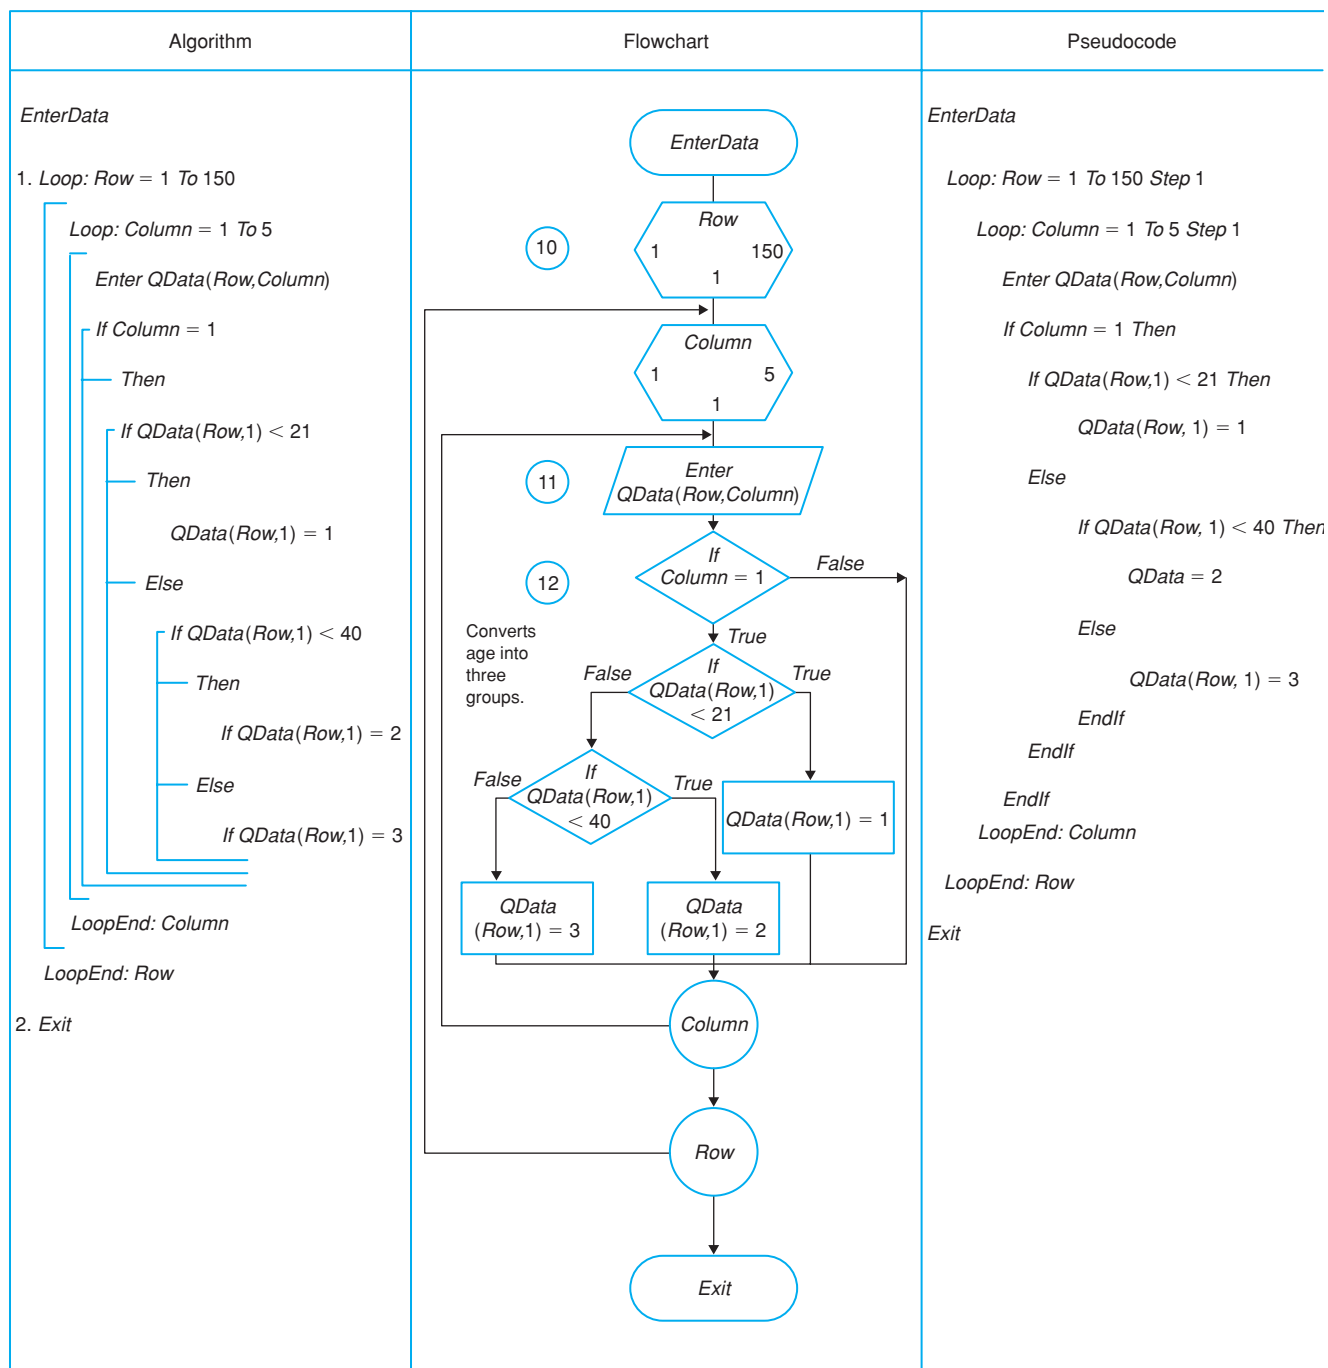 Algorithm
EnterData
1. Loop: Row = 1 To 150
Loop: Column = 1 To 5
Enter QData(Row,Column)
If Column = 1
Then
If QData(Row,1) < 21
Then
QData(Row,1) = 1
Else
If QData(Row,1) < 40
Then
If QData(Row,1) = 2
Else
If QData(Row,1) = 3
LoopEnd: Column
LoopEnd: Row
2. Exit
Flowchart
EnterData
10
Row
1 150
1
Column
1 5
1
11
Enter
QData(Row,Column)
12
If
Column = 1
False
True
Converts
age into
three
groups.
If
QData(Row,1)
< 21
False
True
If
QData(Row,1)
< 40
False
True
QData(Row,1) = 1
QData
(Row,1) = 3
QData
(Row,1) = 2
Column
Row
Exit
Pseudocode
EnterData
Loop: Row = 1 To 150 Step 1
Loop: Column = 1 To 5 Step 1
Enter QData(Row,Column)
If Column = 1 Then
If QData(Row,1) < 21 Then
QData(Row, 1) = 1
Else
If QData(Row, 1) < 40 Then
QData = 2
Else
QData(Row, 1) = 3
EndIf
EndIf
EndIf
LoopEnd: Column
LoopEnd: Row
Exit